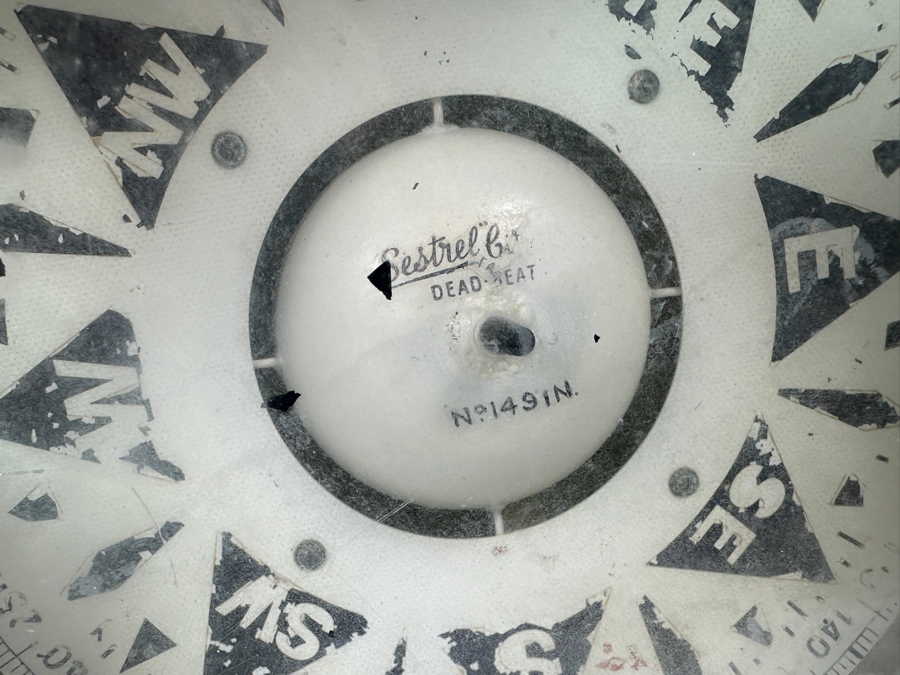 NW
E
E
Sestrel
DEAD-BEAT
W
Nº1491N.
SE
SW
S
140